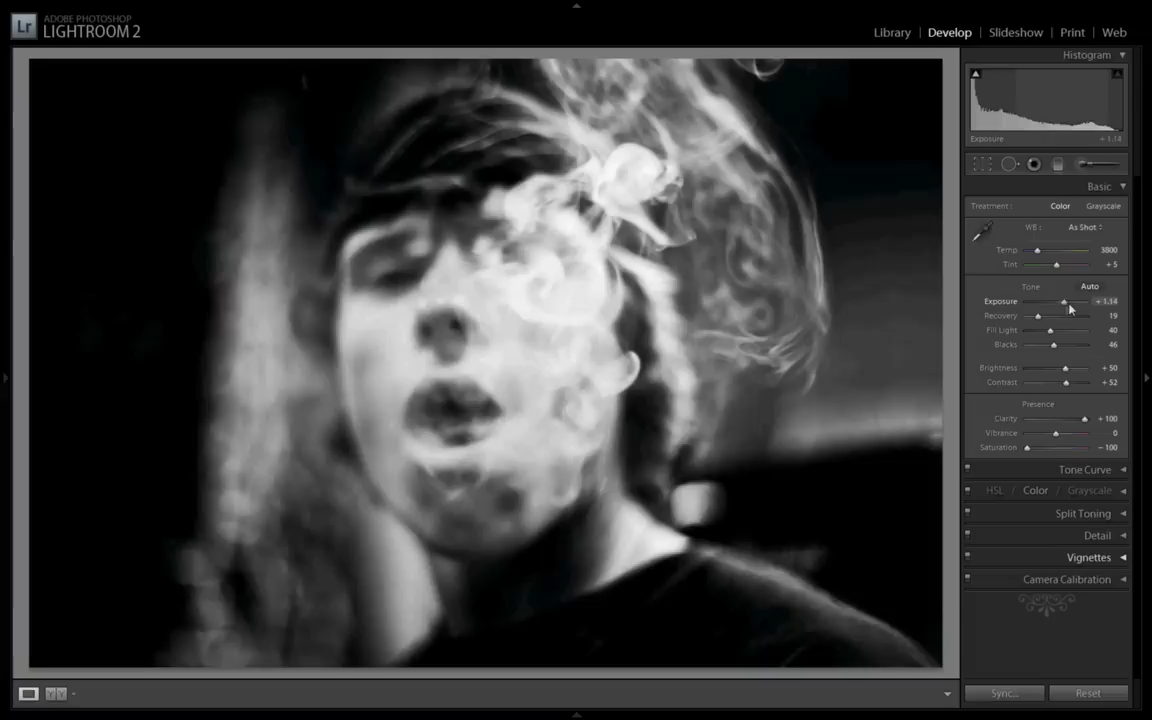 Lr
ADOBE PHOTOSHOP
LIGHTROOM 2
Library | Develop | Slideshow | Print | Web
Histogram
Exposure + 1.14
Basic
Treatment : Color Grayscale
WB : As Shot
Temp 3800
Tint + 5
Tone Auto
Exposure + 1.14
Recovery 19
Fill Light 40
Blacks 46
Brightness + 50
Contrast + 52
Presence
Clarity + 100
Vibrance 0
Saturation − 100
Tone Curve
HSL / Color / Grayscale
Split Toning
Detail
Vignettes
Camera Calibration
Sync... Reset